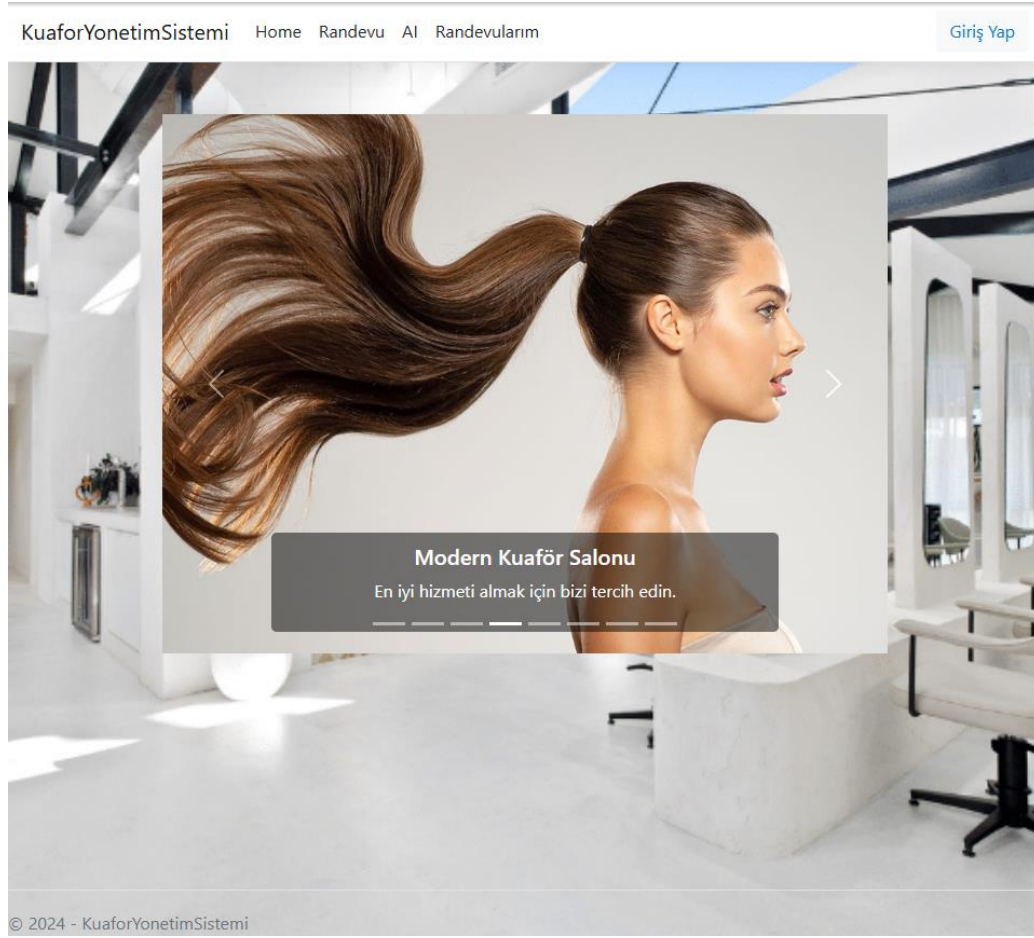 KuaforYonetimSistemi Home Randevu AI Randevularım Giriş Yap
Modern Kuaför Salonu
En iyi hizmeti almak için bizi tercih edin.
© 2024 - KuaforYonetimSistemi